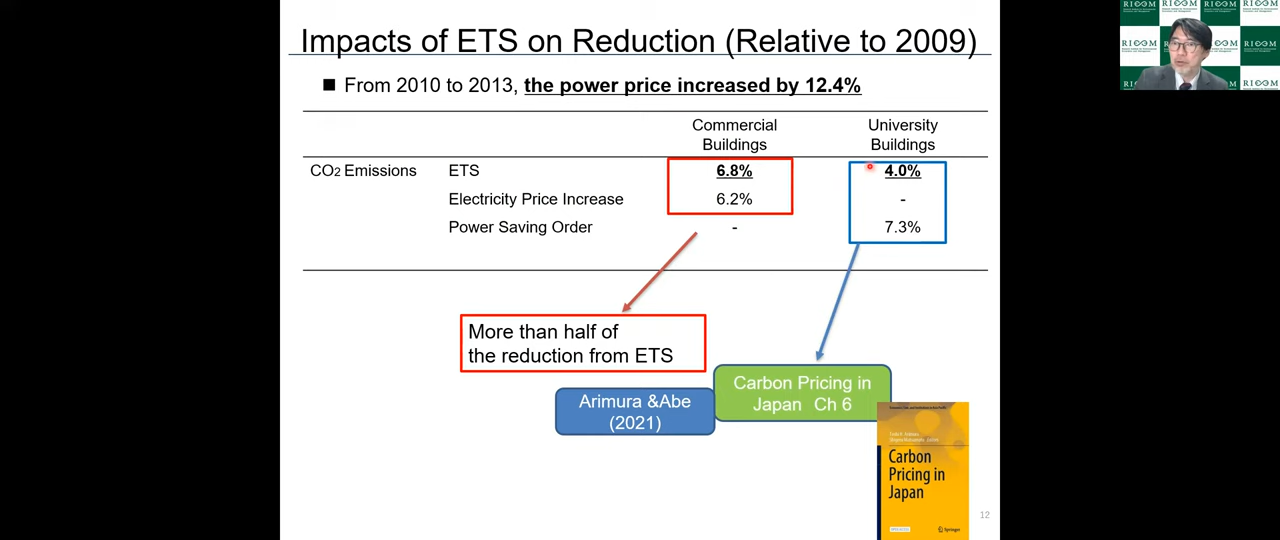 Impacts of ETS on Reduction (Relative to 2009)
■ From 2010 to 2013, the power price increased by 12.4%
Commercial
Buildings
University
Buildings
CO2 Emissions ETS 6.8% 4.0%
Electricity Price Increase 6.2% -
Power Saving Order - 7.3%
More than half of
the reduction from ETS
Arimura &Abe
(2021)
Carbon Pricing in
Japan Ch 6
Carbon
Pricing in
Japan
Springer
12